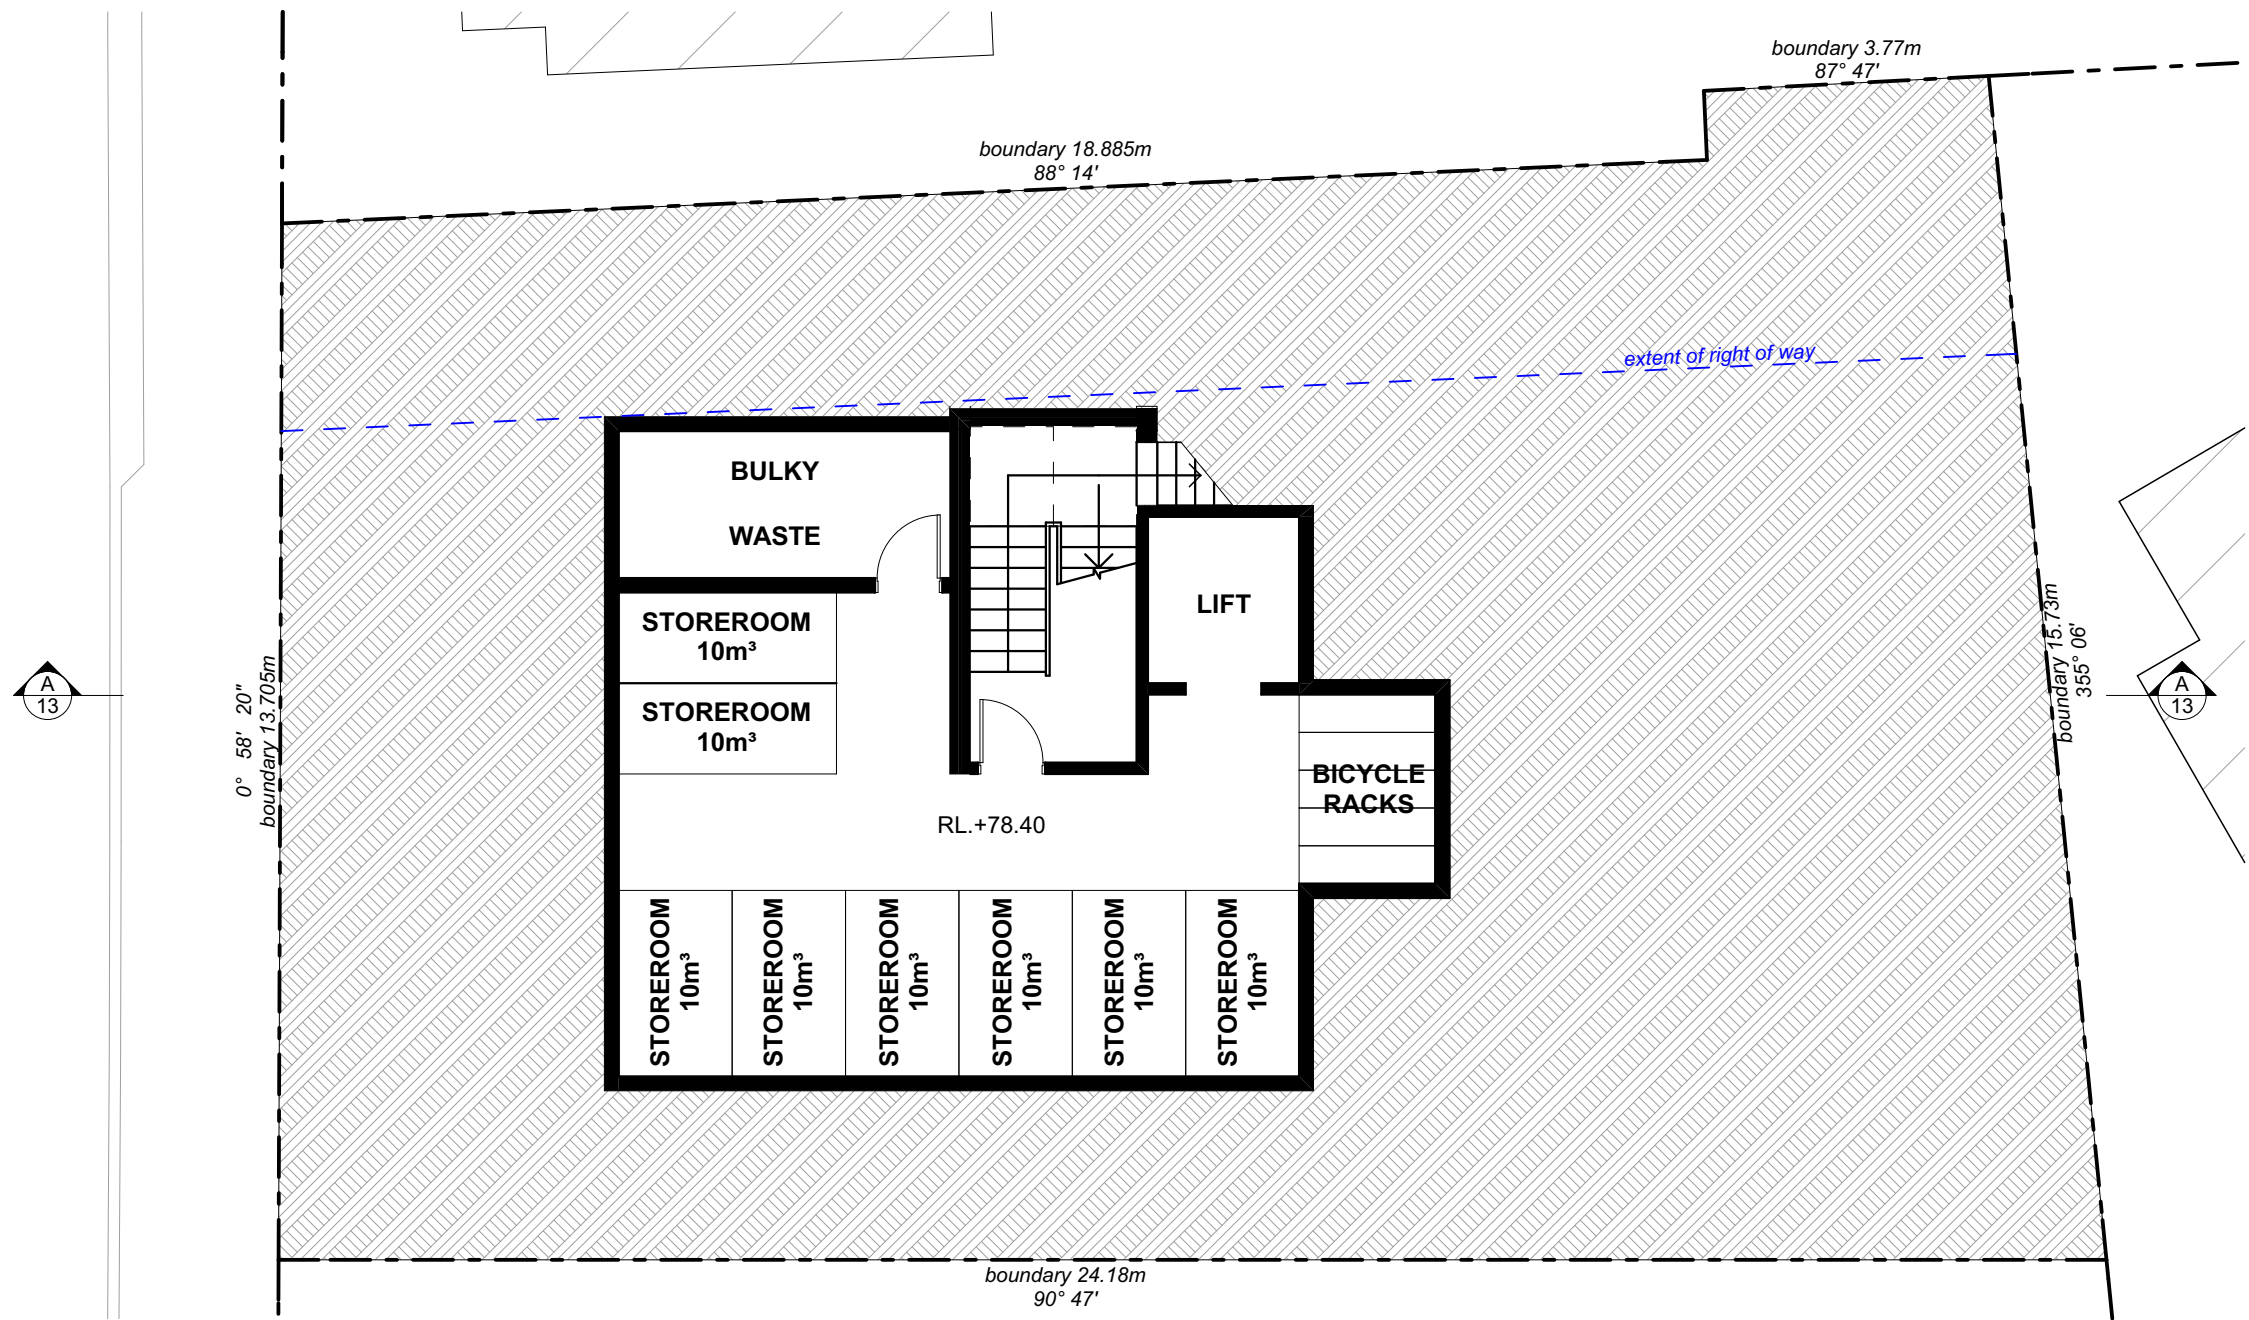 boundary 3.77m
87° 47'
boundary 18.885m
88° 14'
extent of right of way
BULKY
WASTE
LIFT
STOREROOM
10m³
STOREROOM
10m³
A
13
0° 58' 20"
boundary 13.705m
boundary 15.73m
355° 06'
A
13
BICYCLE
RACKS
RL.+78.40
STOREROOM
10m³
STOREROOM
10m³
STOREROOM
10m³
STOREROOM
10m³
STOREROOM
10m³
STOREROOM
10m³
boundary 24.18m
90° 47'